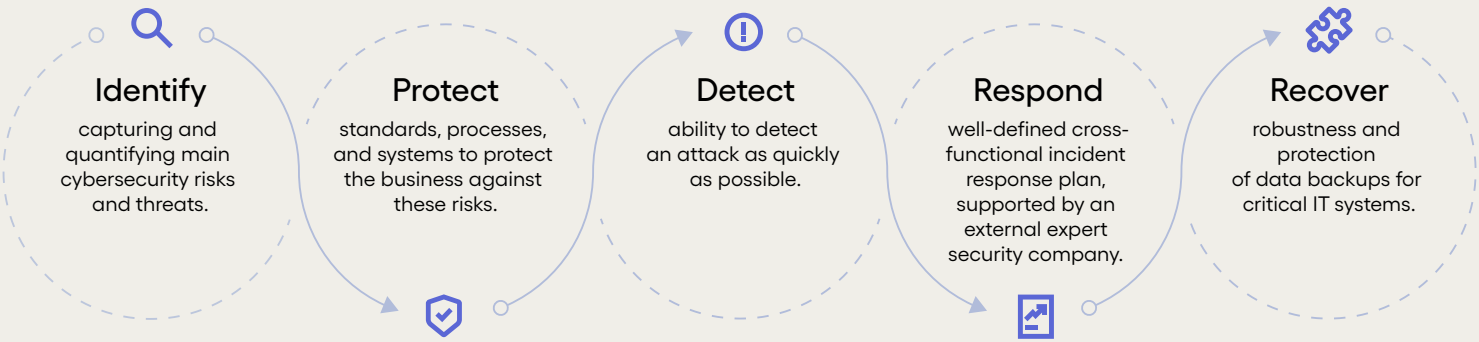 Identify
capturing and
quantifying main
cybersecurity risks
and threats.
Protect
standards, processes,
and systems to protect
the business against
these risks.
Detect
ability to detect
an attack as quickly
as possible.
Respond
well-defined cross-
functional incident
response plan,
supported by an
external expert
security company.
Recover
robustness and
protection
of data backups for
critical IT systems.